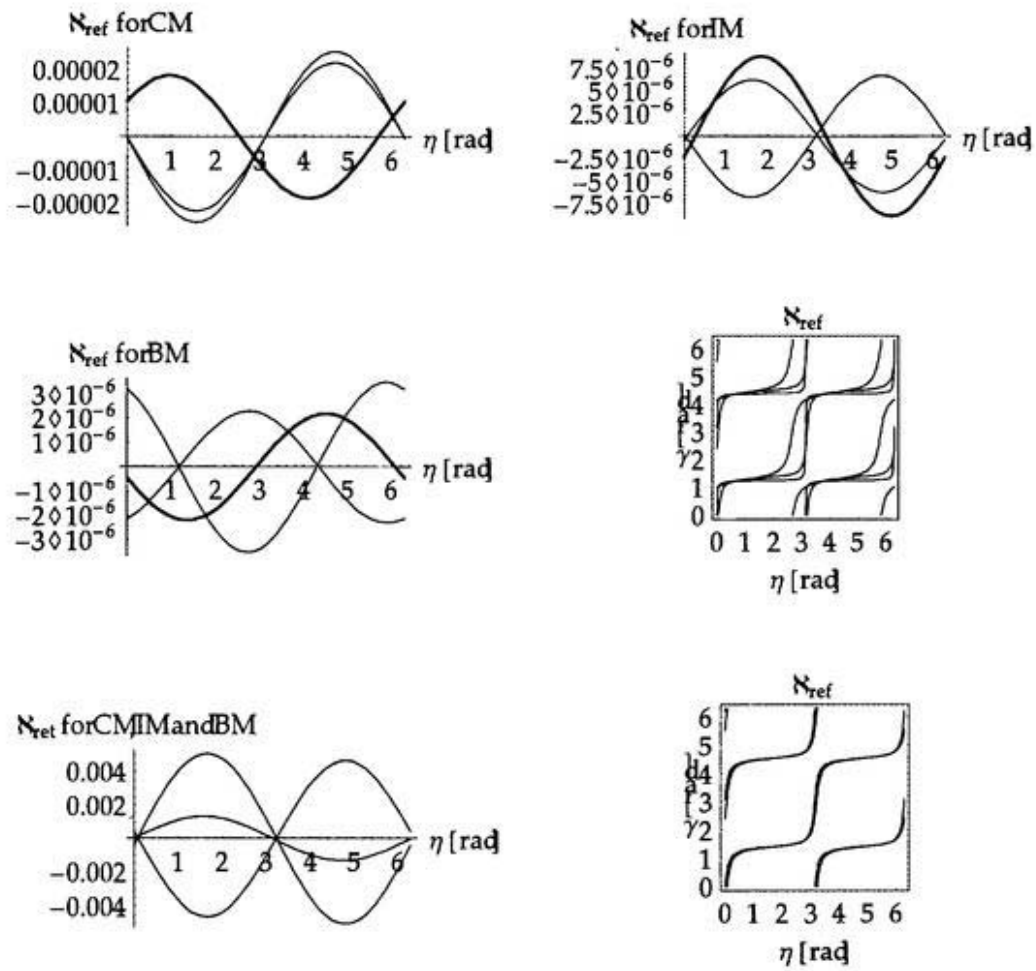 ℵref forCM
0.00002
0.00001
−0.00001
−0.00002
1 2 3 4 5 6
η [rad]
ℵref forIM
7.5◊10-6
5◊10-6
2.5◊10-6
−2.5◊10-6
−5◊10-6
−7.5◊10-6
1 2 3 4 5 6
η [rad]
ℵref forBM
3◊10-6
2◊10-6
1◊10-6
−1◊10-6
−2◊10-6
−3◊10-6
1 2 3 4 5 6
η [rad]
ℵref
6
5
4
3
2
1
0
γ [rad]
0 1 2 3 4 5 6
η [rad]
ℵret forCM,IMandBM
0.004
0.002
−0.002
−0.004
1 2 3 4 5 6
η [rad]
ℵref
6
5
4
3
2
1
0
γ [rad]
0 1 2 3 4 5 6
η [rad]